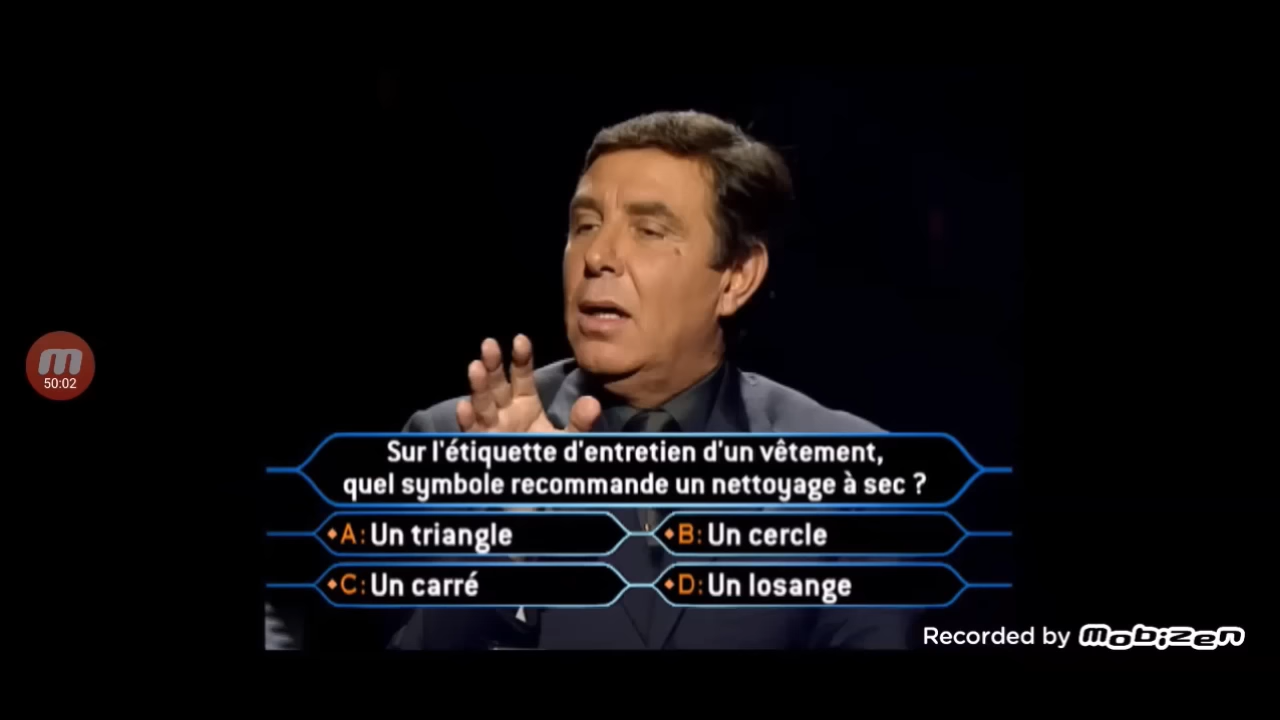 50:02
Sur l'étiquette d'entretien d'un vêtement,
quel symbole recommande un nettoyage à sec ?
A: Un triangle
B: Un cercle
C: Un carré
D: Un losange
Recorded by mobizen